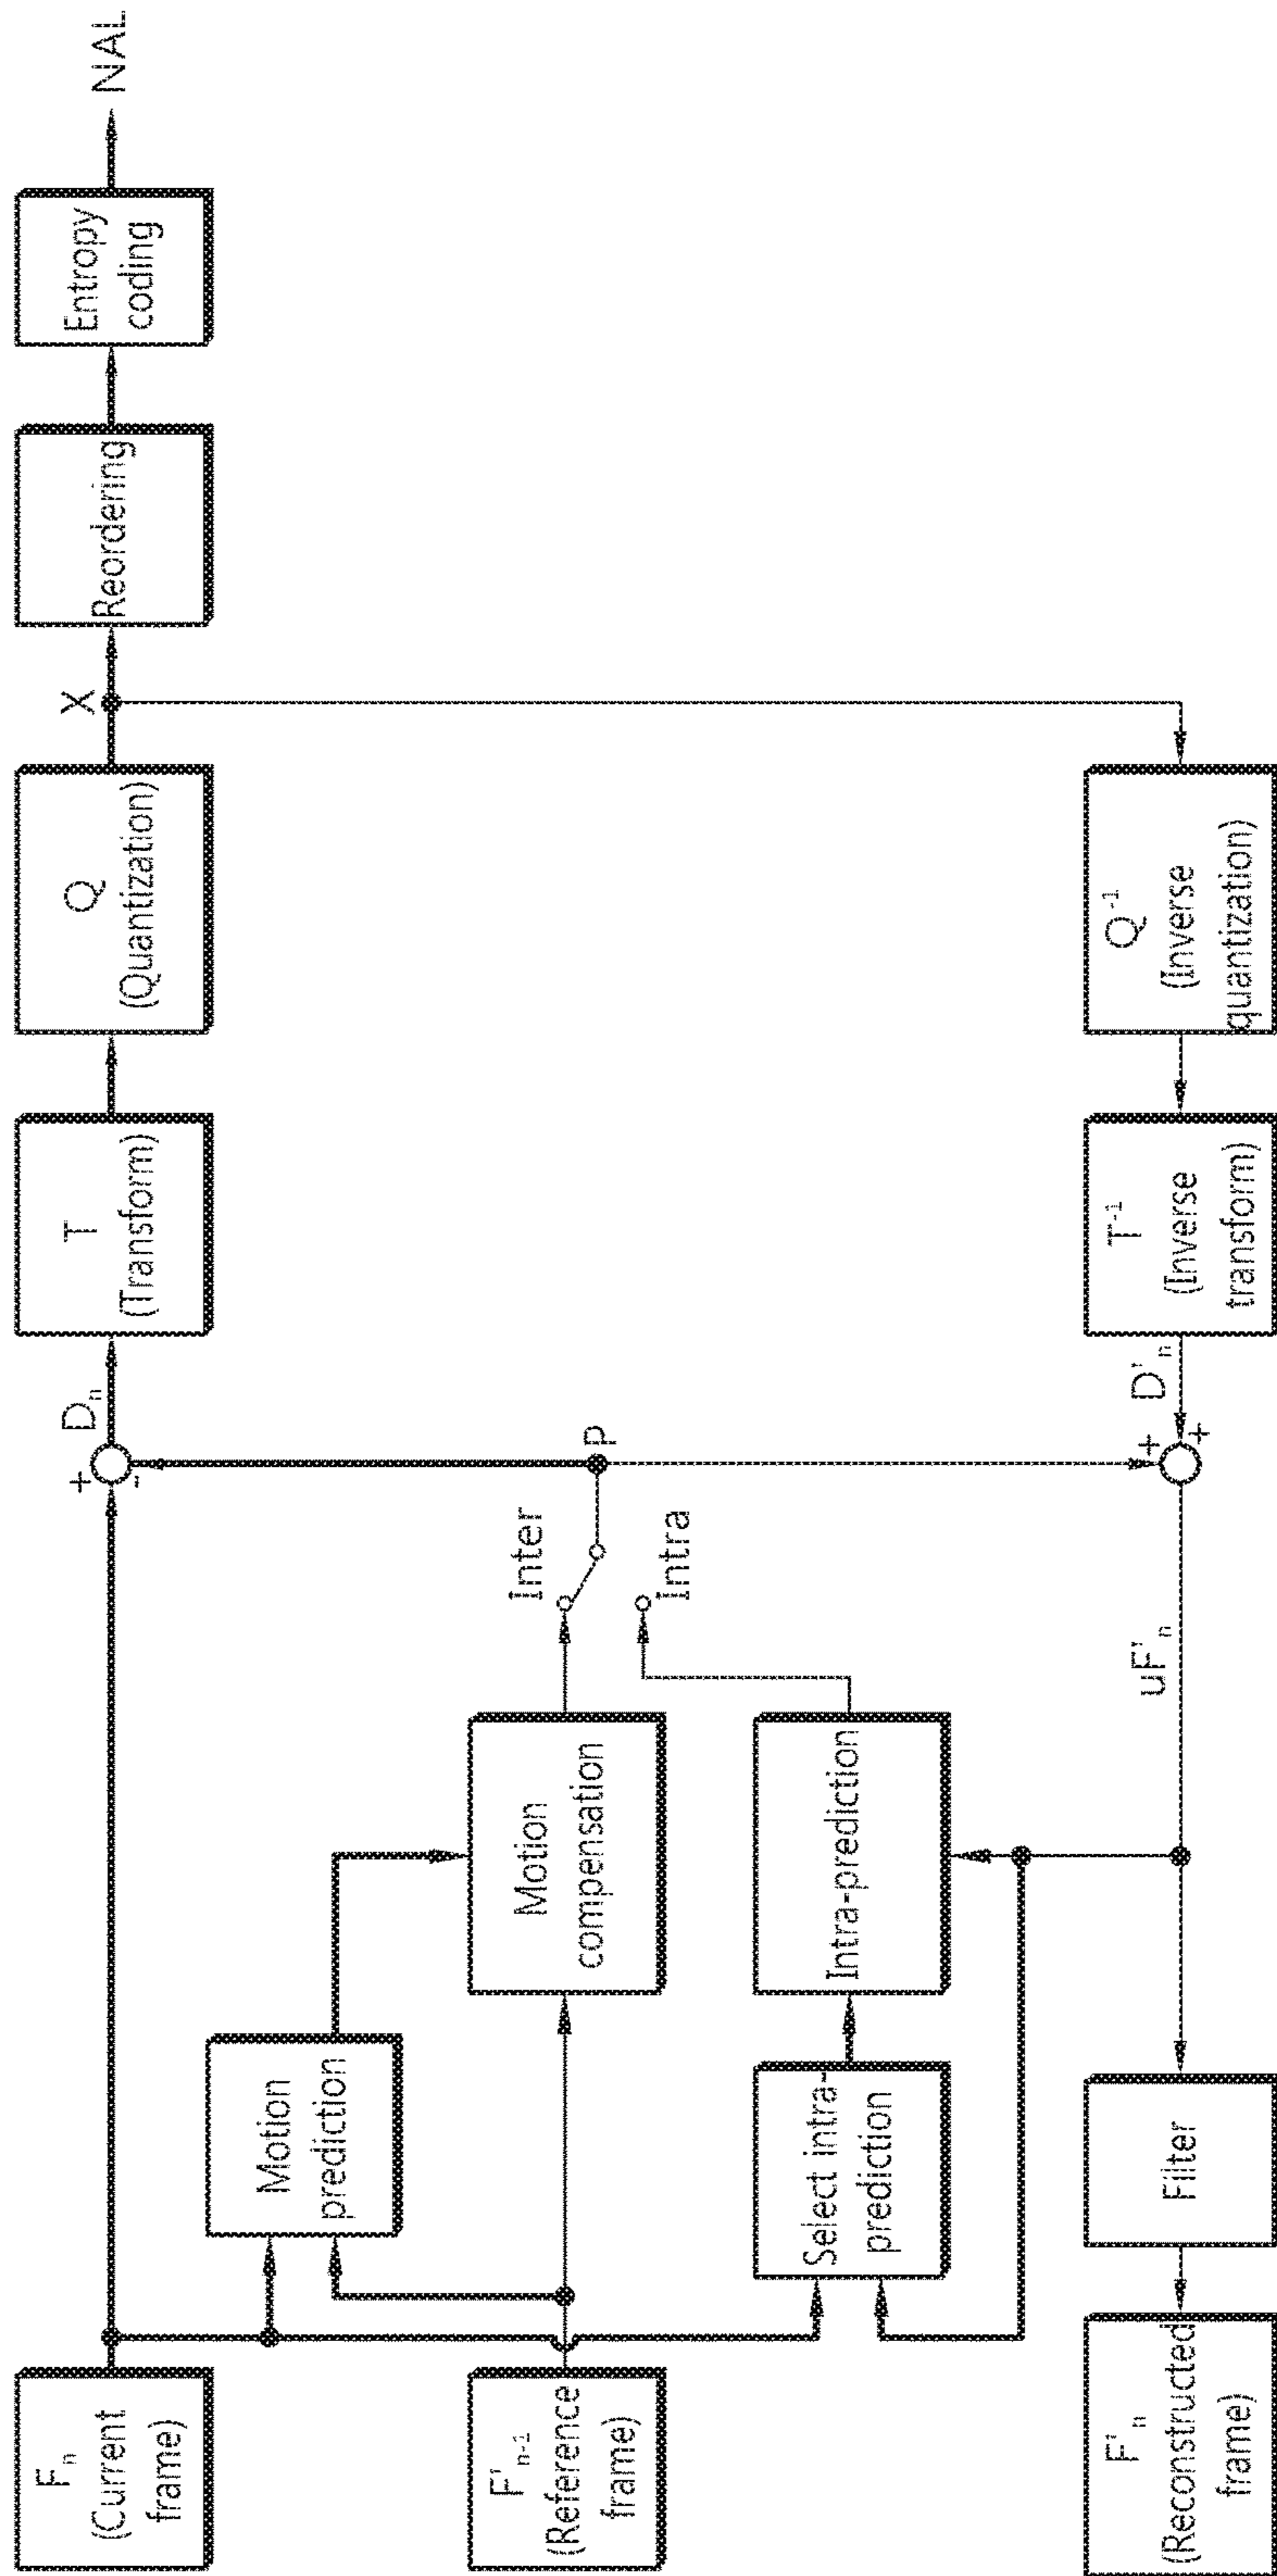 Fn
(Current
frame)
+
-
Dn
T
(Transform)
Q
(Quantization)
X
Reordering
Entropy
coding
NAL
Motion
prediction
F'n-1
(Reference
frame)
Motion
compensation
Inter
P
Select intra-
prediction
Intra-prediction
Intra
F'n
(Reconstructed
frame)
Filter
uF'n
+
+
D'n
T-1
(Inverse
transform)
Q-1
(Inverse
quantization)